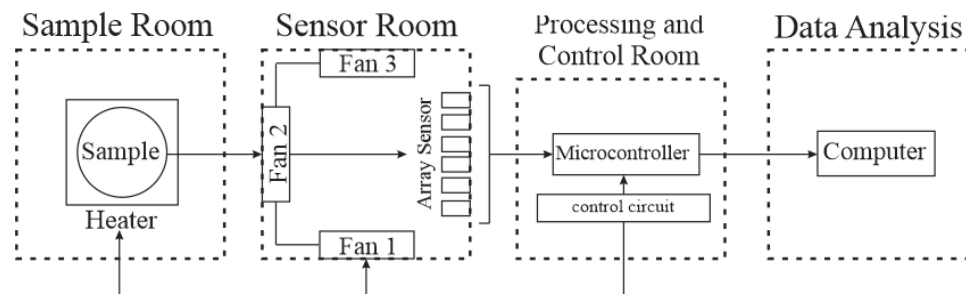 Sample Room
Sensor Room
Processing and
Control Room
Data Analysis
Fan 3
Sample
Heater
Fan 2
Array Sensor
Fan 1
Microcontroller
control circuit
Computer